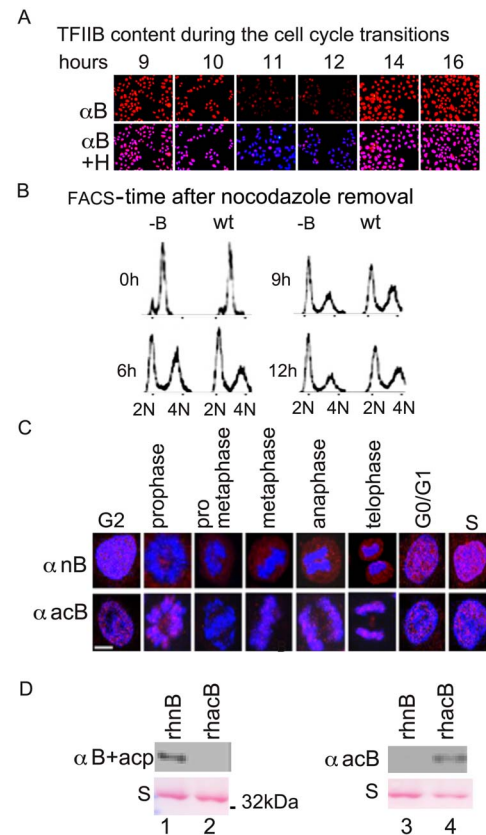 A
TFIIB content during the cell cycle transitions
hours 9 10 11 12 14 16
αB
αB
+H
B
FACS-time after nocodazole removal
-B wt -B wt
0h 9h
6h 12h
2N 4N 2N 4N 2N 4N 2N 4N
C
G2 prophase pro metaphase metaphase anaphase telophase G0/G1 S
α nB
α acB
D
rhnB rhacB rhnB rhacB
α B+acp α acB
S 32kDa S
1 2 3 4